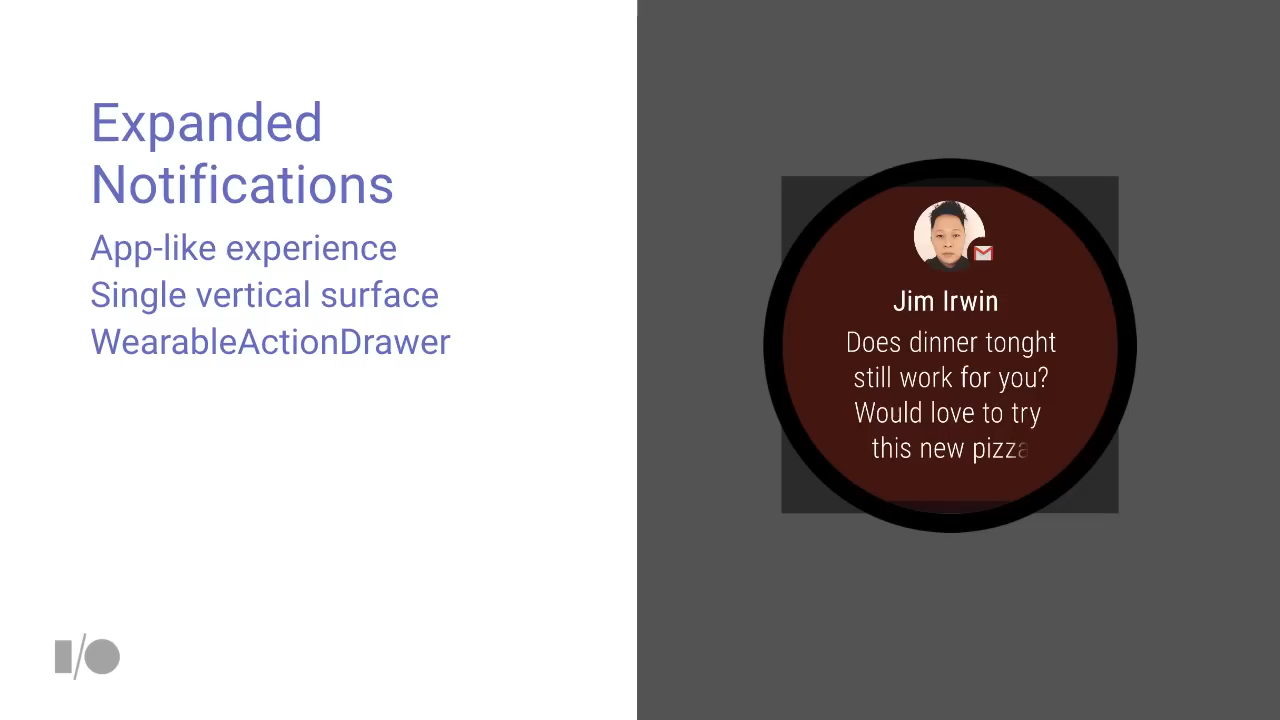 Expanded
Notifications
App-like experience
Single vertical surface
WearableActionDrawer
I/O
Jim Irwin
Does dinner tonght
still work for you?
Would love to try
this new pizza